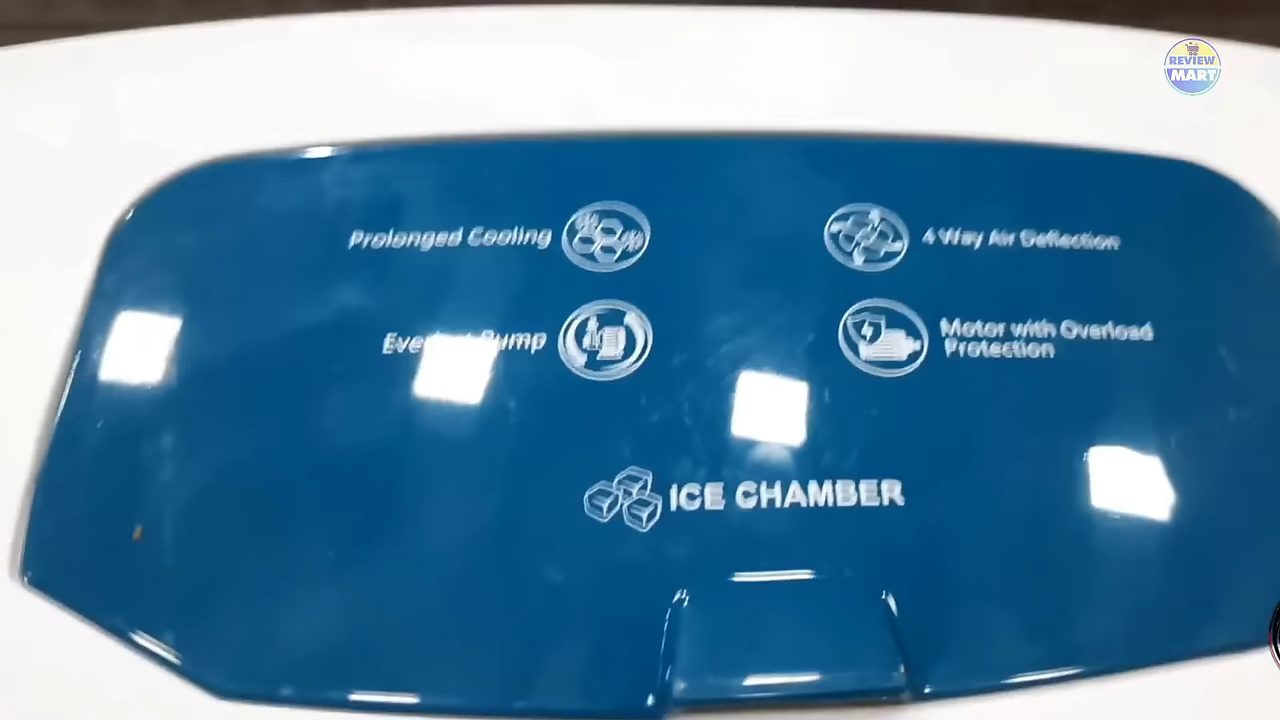 REVIEW
MART
Prolonged Cooling
4 Way Air Deflection
Pump
Motor with Overload
Protection
ICE CHAMBER